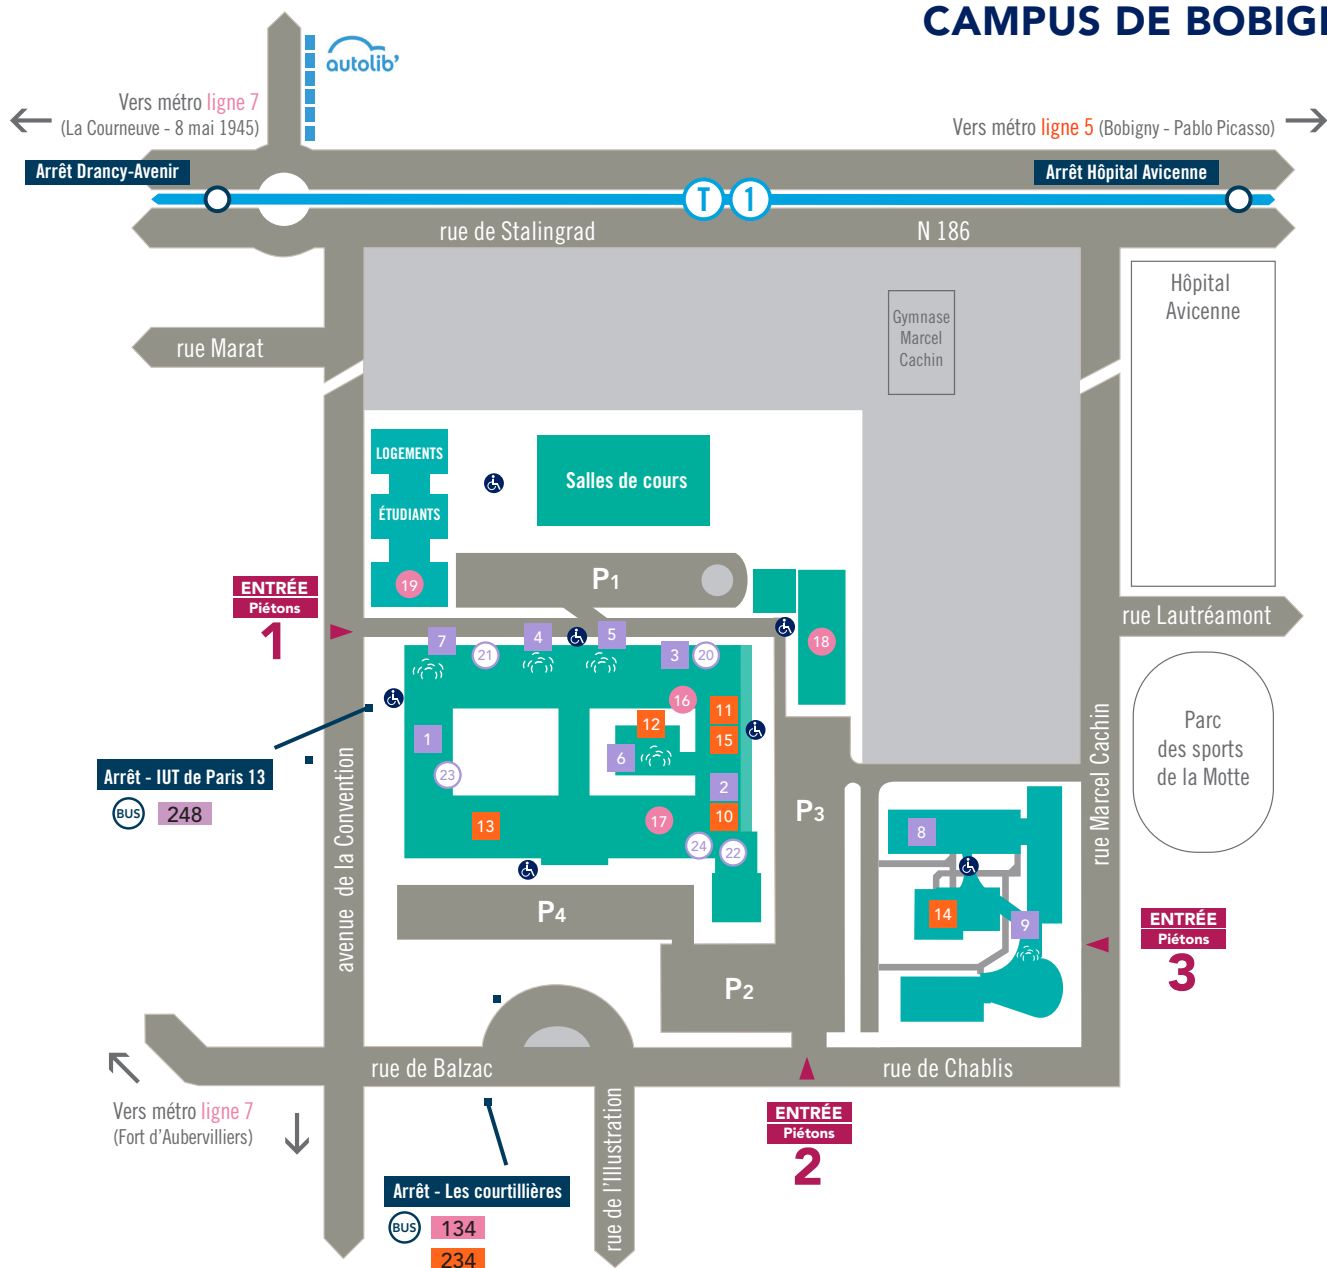 CAMPUS DE BOBIG
autolib’
Vers métro ligne 7
(La Courneuve - 8 mai 1945)
Vers métro ligne 5 (Bobigny - Pablo Picasso)
Arrêt Drancy-Avenir
Arrêt Hôpital Avicenne
T 1
rue de Stalingrad
N 186
Hôpital
Avicenne
Gymnase
Marcel
Cachin
rue Marat
LOGEMENTS
ÉTUDIANTS
19
Salles de cours
P1
ENTRÉE
Piétons
1
rue Lautréamont
7
21
4
5
3
20
18
16
11
12
15
1
6
23
2
13
17
10
24
22
Arrêt - IUT de Paris 13
BUS 248
avenue de la Convention
P3
rue Marcel Cachin
Parc
des sports
de la Motte
8
14
9
P4
P2
ENTRÉE
Piétons
3
rue de Balzac
rue de Chablis
Vers métro ligne 7
(Fort d’Aubervilliers)
rue de l’Illustration
ENTRÉE
Piétons
2
Arrêt - Les courtillières
BUS 134
234